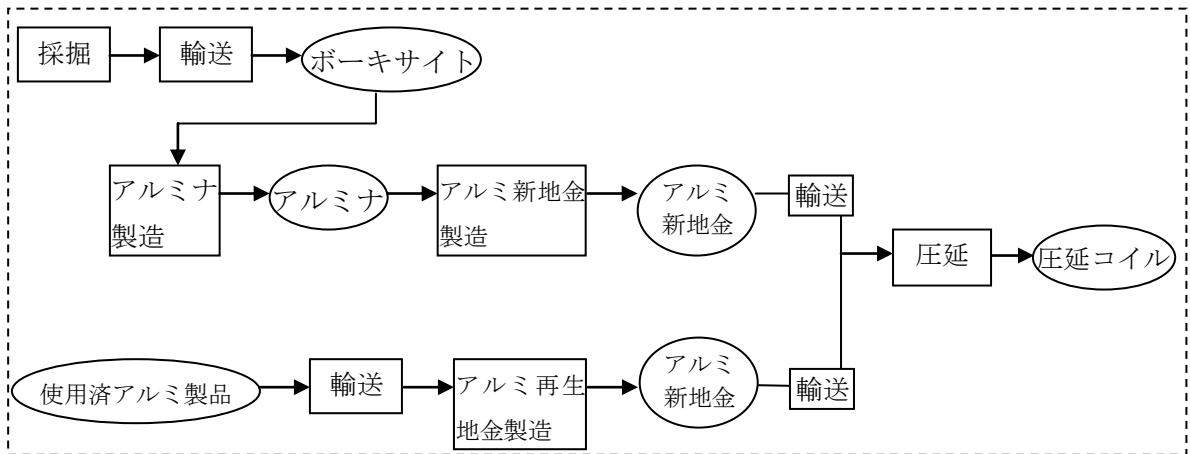 採掘
輸送
ボーキサイト
アルミナ
製造
アルミナ
アルミ新地金
製造
アルミ
新地金
輸送
圧延
圧延コイル
使用済アルミ製品
輸送
アルミ再生
地金製造
アルミ
新地金
輸送